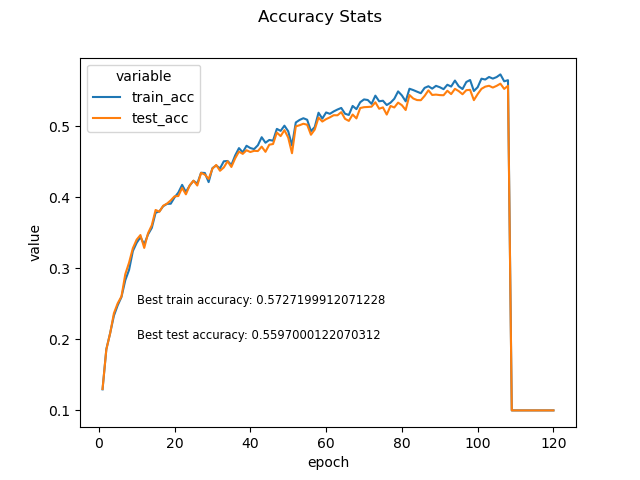 Accuracy Stats
variable
train_acc
test_acc
value
0.5
0.4
0.3
0.2
0.1
Best train accuracy: 0.5727199912071228
Best test accuracy: 0.5597000122070312
0 20 40 60 80 100 120
epoch